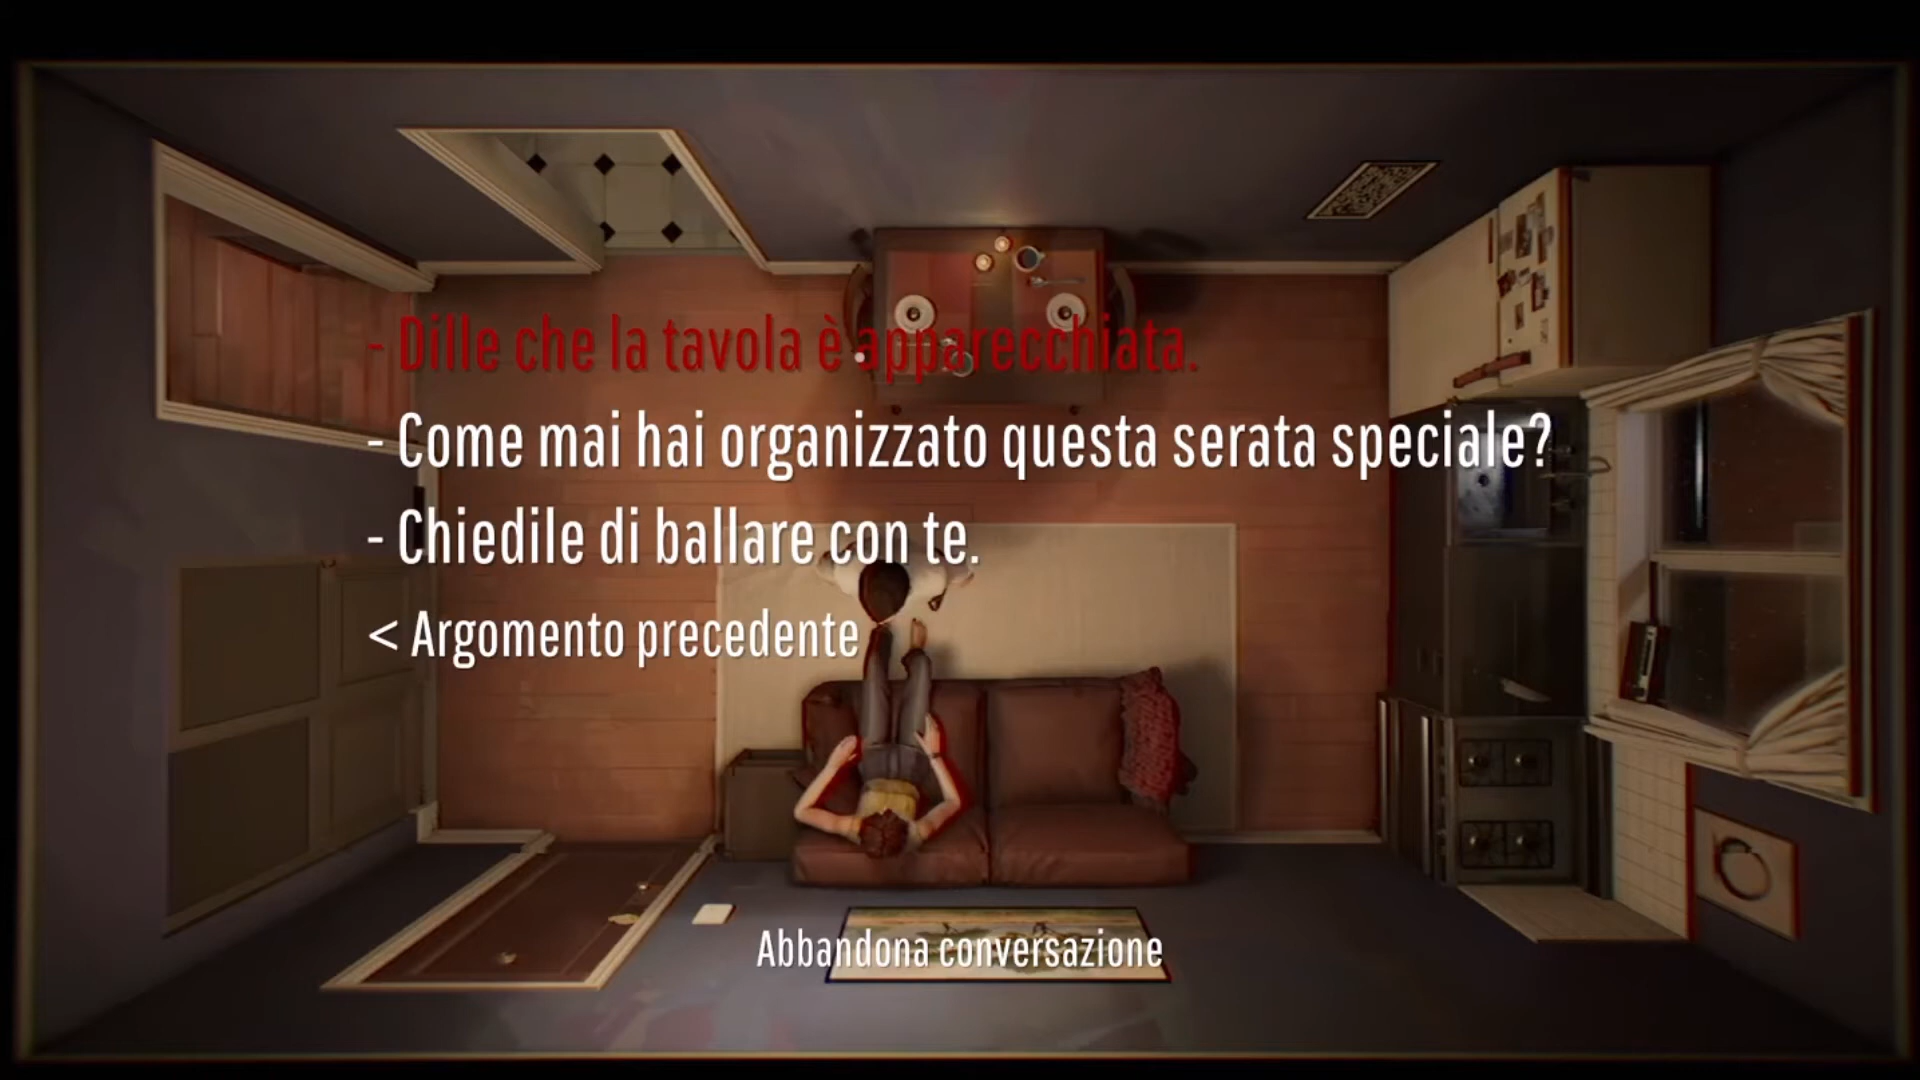 - Dille che la tavola è apparecchiata.
- Come mai hai organizzato questa serata speciale?
- Chiedile di ballare con te.
< Argomento precedente
Abbandona conversazione